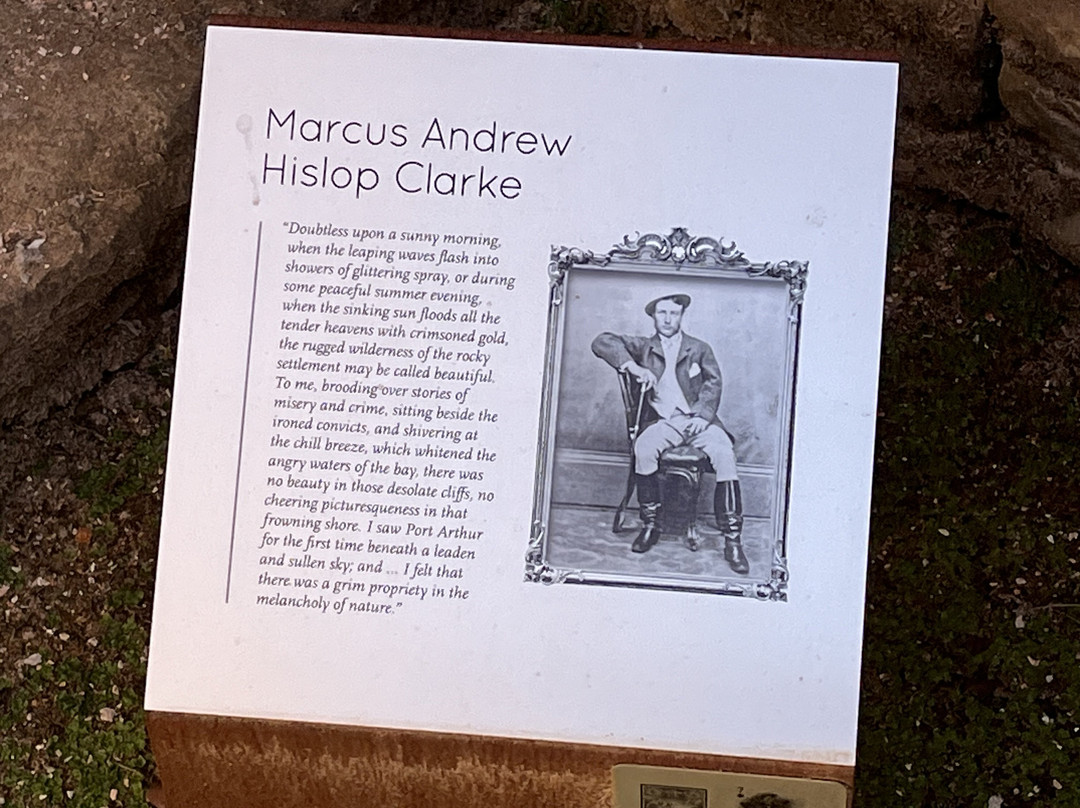 Marcus Andrew
Hislop Clarke
“Doubtless upon a sunny morning,
when the leaping waves flash into
showers of glittering spray, or during
some peaceful summer evening,
when the sinking sun floods all the
tender heavens with crimsoned gold,
the rugged wilderness of the rocky
settlement may be called beautiful.
To me, brooding over stories of
misery and crime, sitting beside the
ironed convicts, and shivering at
the chill breeze, which whitened the
angry waters of the bay, there was
no beauty in those desolate cliffs, no
cheering picturesqueness in that
frowning shore. I saw Port Arthur
for the first time beneath a leaden
and sullen sky; and ... I felt that
there was a grim propriety in the
melancholy of nature.”